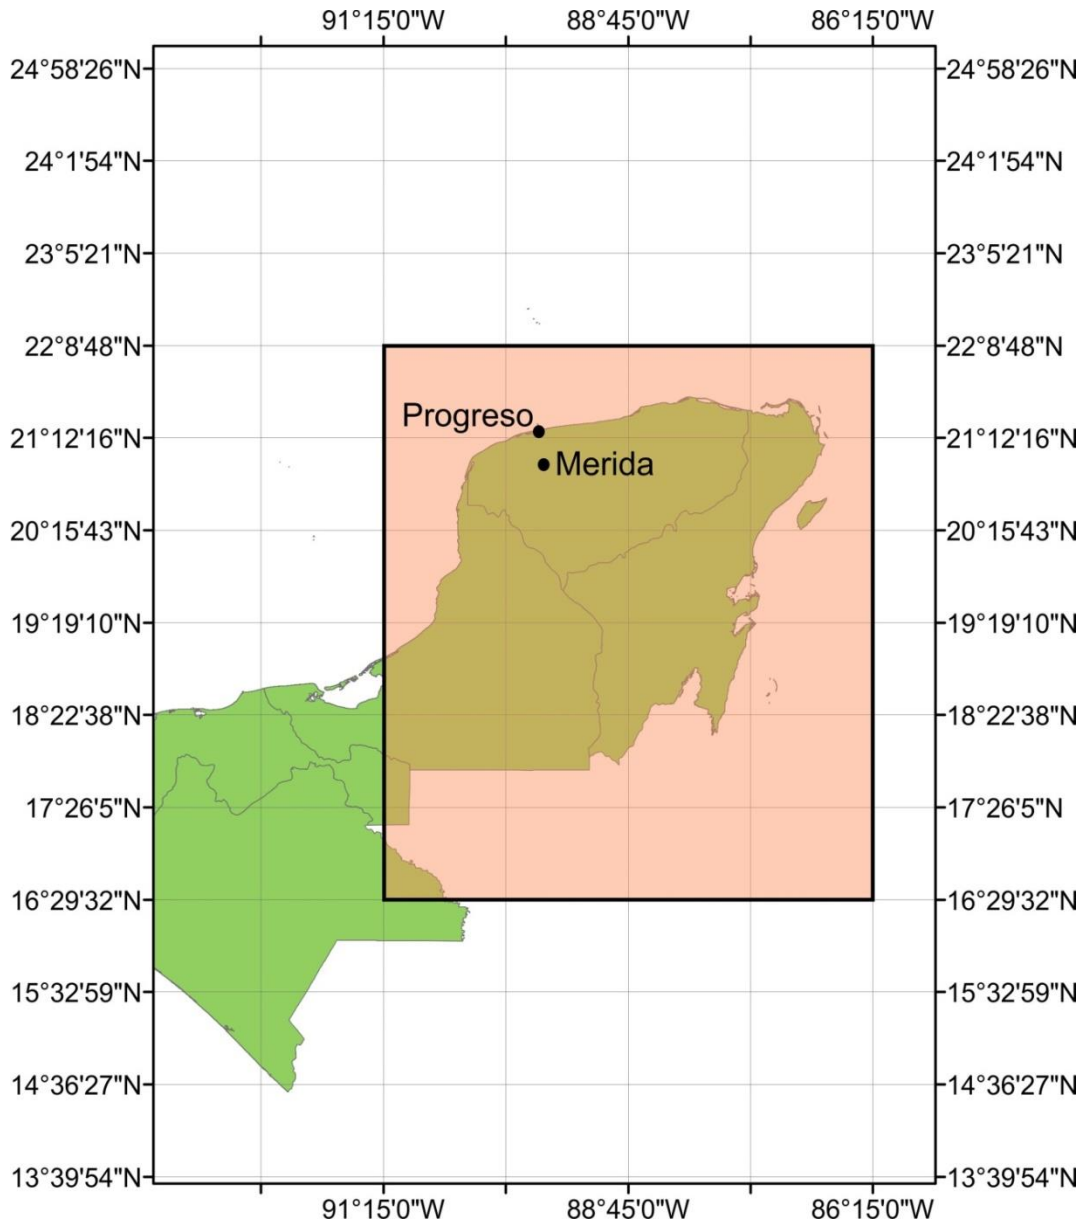 91°15'0"W 88°45'0"W 86°15'0"W
24°58'26"N 24°58'26"N
24°1'54"N 24°1'54"N
23°5'21"N 23°5'21"N
22°8'48"N 22°8'48"N
Progreso
21°12'16"N 21°12'16"N
Merida
20°15'43"N 20°15'43"N
19°19'10"N 19°19'10"N
18°22'38"N 18°22'38"N
17°26'5"N 17°26'5"N
16°29'32"N 16°29'32"N
15°32'59"N 15°32'59"N
14°36'27"N 14°36'27"N
13°39'54"N 13°39'54"N
91°15'0"W 88°45'0"W 86°15'0"W